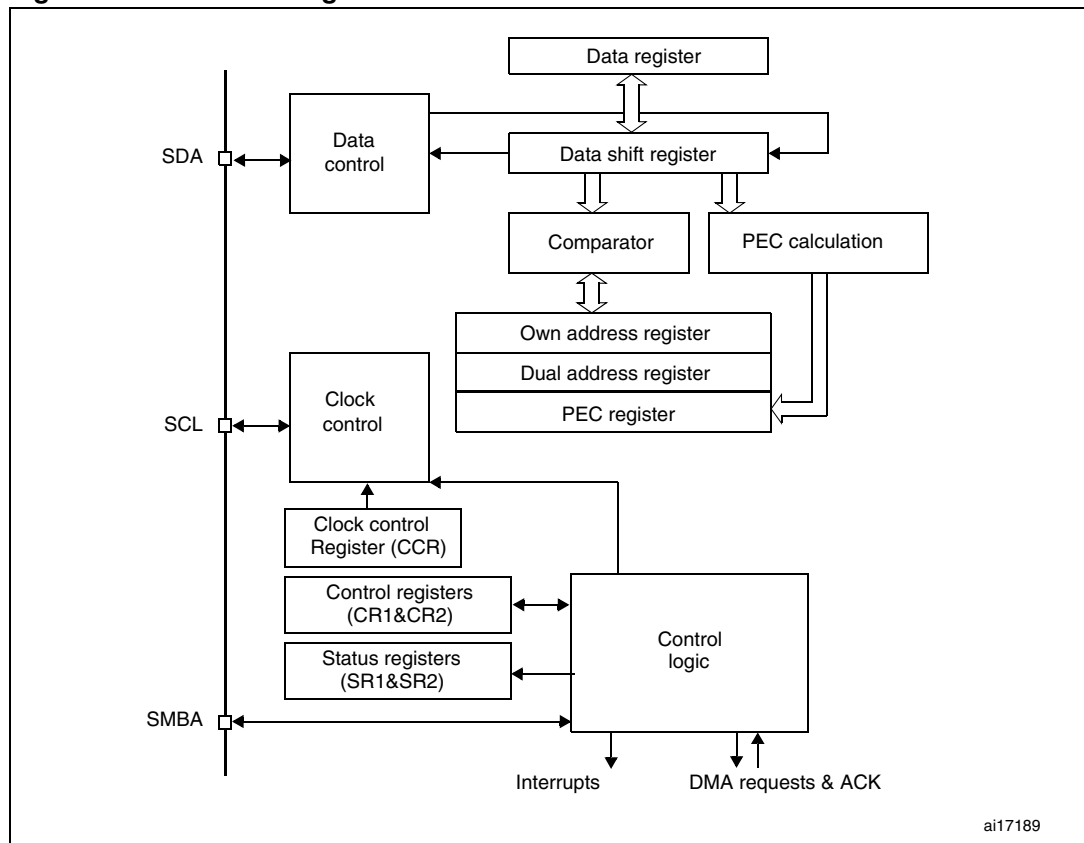 Data register
Data
control
SDA
Data shift register
Comparator
PEC calculation
Own address register
Dual address register
PEC register
Clock
control
SCL
Clock control
Register (CCR)
Control registers
(CR1&CR2)
Status registers
(SR1&SR2)
Control
logic
SMBA
Interrupts
DMA requests & ACK
ai17189